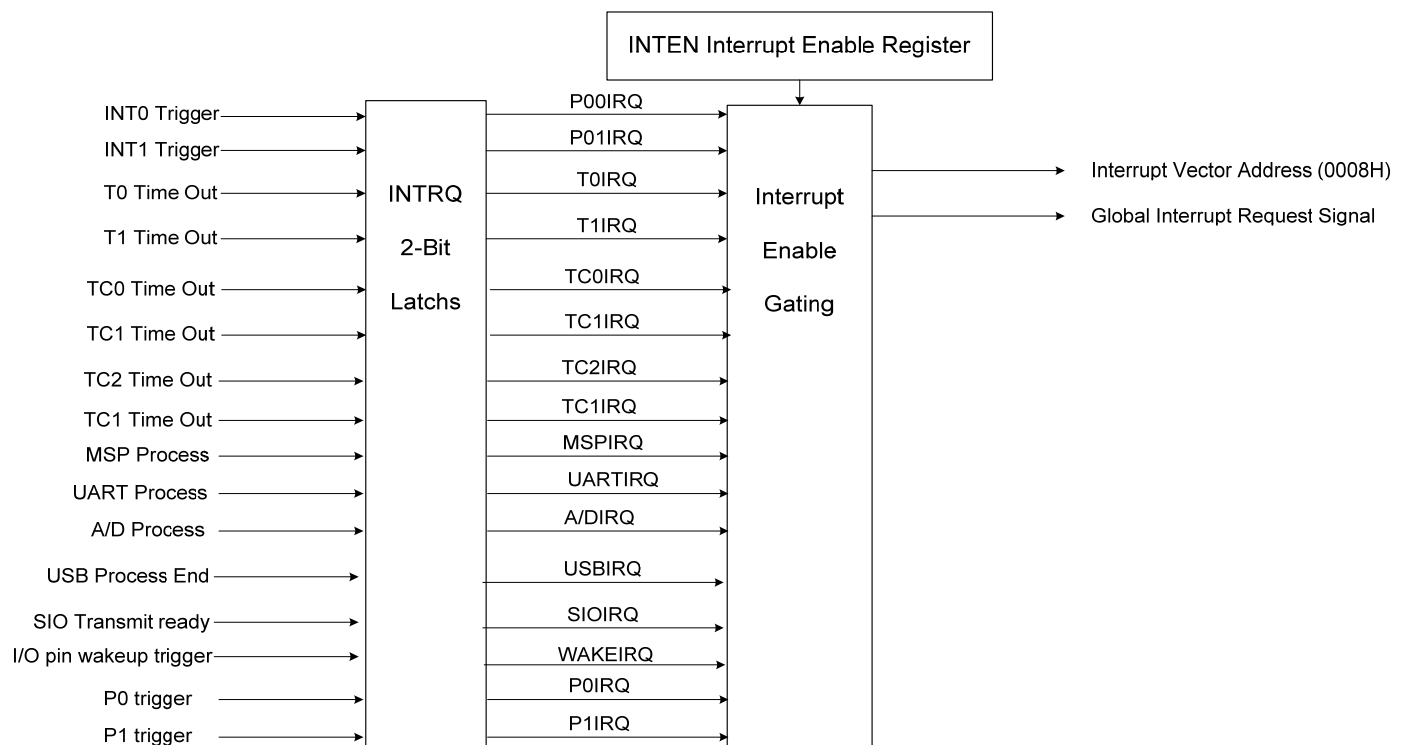 INTEN Interrupt Enable Register
INT0 Trigger
P00IRQ
INT1 Trigger
P01IRQ
T0 Time Out
T0IRQ
T1 Time Out
T1IRQ
TC0 Time Out
TC0IRQ
TC1 Time Out
TC1IRQ
TC2 Time Out
TC2IRQ
TC1 Time Out
TC1IRQ
MSP Process
MSPIRQ
UART Process
UARTIRQ
A/D Process
A/DIRQ
USB Process End
USBIRQ
SIO Transmit ready
SIOIRQ
I/O pin wakeup trigger
WAKEIRQ
P0 trigger
P0IRQ
P1 trigger
P1IRQ
INTRQ
2-Bit
Latchs
Interrupt
Enable
Gating
Interrupt Vector Address (0008H)
Global Interrupt Request Signal